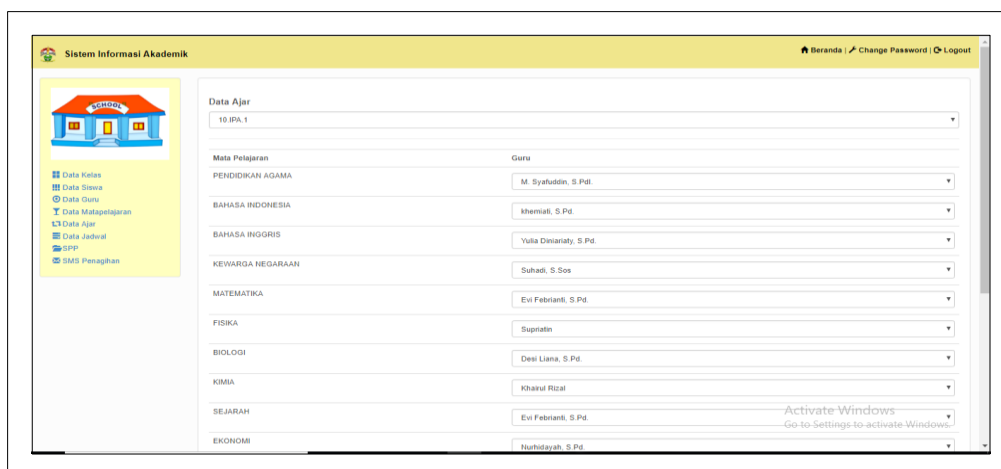 Sistem Informasi Akademik
Beranda | Change Password | Logout
SCHOOL
Data Kelas
Data Siswa
Data Guru
Data Matapelajaran
Data Ajar
Data Jadwal
SPP
SMS Penagihan
Data Ajar
10.IPA.1
Mata Pelajaran Guru
PENDIDIKAN AGAMA M. Syafuddin, S.PdI.
BAHASA INDONESIA khemiati, S.Pd.
BAHASA INGGRIS Yulia Diniariaty, S.Pd.
KEWARGA NEGARAAN Suhadi, S.Sos
MATEMATIKA Evi Febrianti, S.Pd.
FISIKA Supriatin
BIOLOGI Desi Liana, S.Pd.
KIMIA Khairul Rizal
SEJARAH Evi Febrianti, S.Pd.
EKONOMI Nurhidayah, S.Pd.
Activate Windows
Go to Settings to activate Windows.